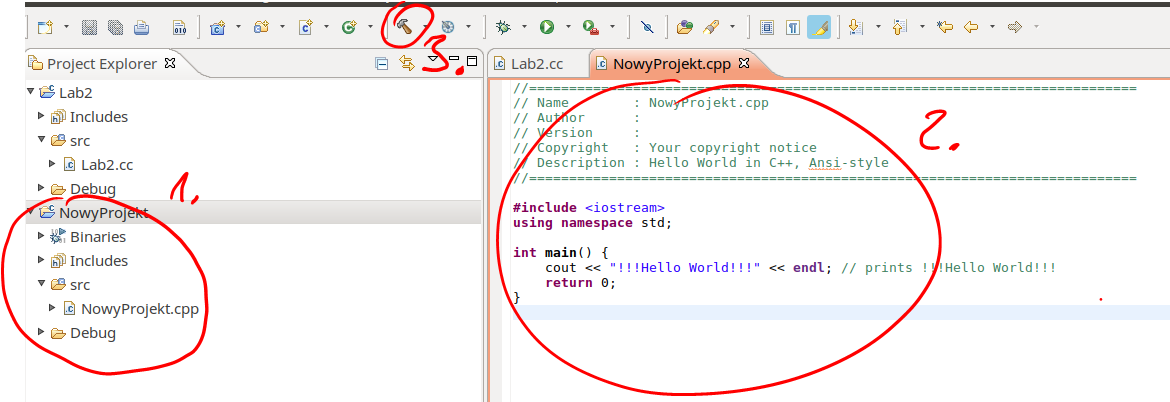 010
3.
Project Explorer
Lab2.cc
NowyProjekt.cpp
Lab2
Includes
src
Lab2.cc
Debug
1.
NowyProjekt
Binaries
Includes
src
NowyProjekt.cpp
Debug
2.
//============================================================================
// Name        : NowyProjekt.cpp
// Author      :
// Version     :
// Copyright   : Your copyright notice
// Description : Hello World in C++, Ansi-style
//============================================================================
#include <iostream>
using namespace std;
int main() {
    cout << "!!!Hello World!!!" << endl; // prints !!!Hello World!!!
    return 0;
}